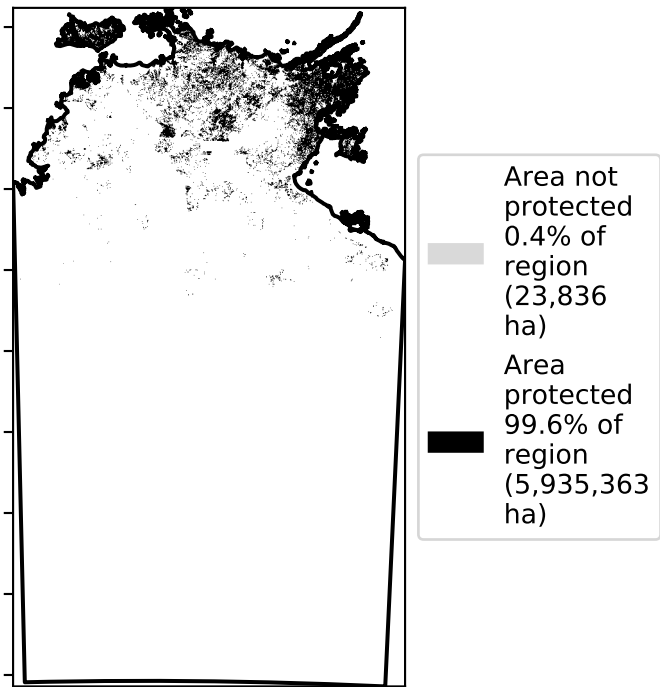 Area not
protected
0.4% of
region
(23,836
ha)
Area
protected
99.6% of
region
(5,935,363
ha)